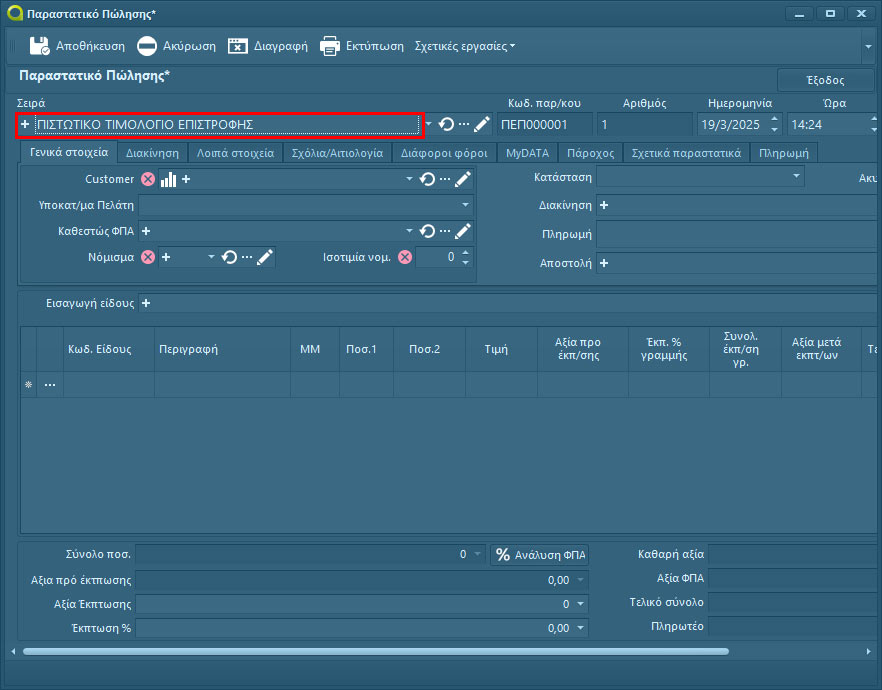 Παραστατικό Πώλησης*
Αποθήκευση Ακύρωση Διαγραφή Εκτύπωση Σχετικές εργασίες
Παραστατικό Πώλησης*
Έξοδος
Σειρά Κωδ. παρ/κου Αριθμός Ημερομηνία Ώρα
ΠΙΣΤΩΤΙΚΟ ΤΙΜΟΛΟΓΙΟ ΕΠΙΣΤΡΟΦΗΣ ΠΕΠ000001 1 19/3/2025 14:24
Γενικά στοιχεία Διακίνηση Λοιπά στοιχεία Σχόλια/Αιτιολογία Διάφοροι φόροι MyDATA Πάροχος Σχετικά παραστατικά Πληρωμή
Customer Κατάσταση Ακυ
Υποκατ/μα Πελάτη Διακίνηση
Καθεστώς ΦΠΑ Πληρωμή
Νόμισμα Ισοτιμία νομ. 0 Αποστολή
Εισαγωγή είδους
Κωδ. Είδους Περιγραφή ΜΜ Ποσ.1 Ποσ.2 Τιμή Αξία προ έκπ/σης Έκπ. % γραμμής Συνολ. έκπ/ση γρ. Αξία μετά εκπτ/ων Τε
Σύνολο ποσ. 0 % Ανάλυση ΦΠΑ Καθαρή αξία
Αξια πρό έκτπωσης 0,00 Αξία ΦΠΑ
Αξία Έκπτωσης 0 Τελικό σύνολο
Έκπτωση % 0,00 Πληρωτέο